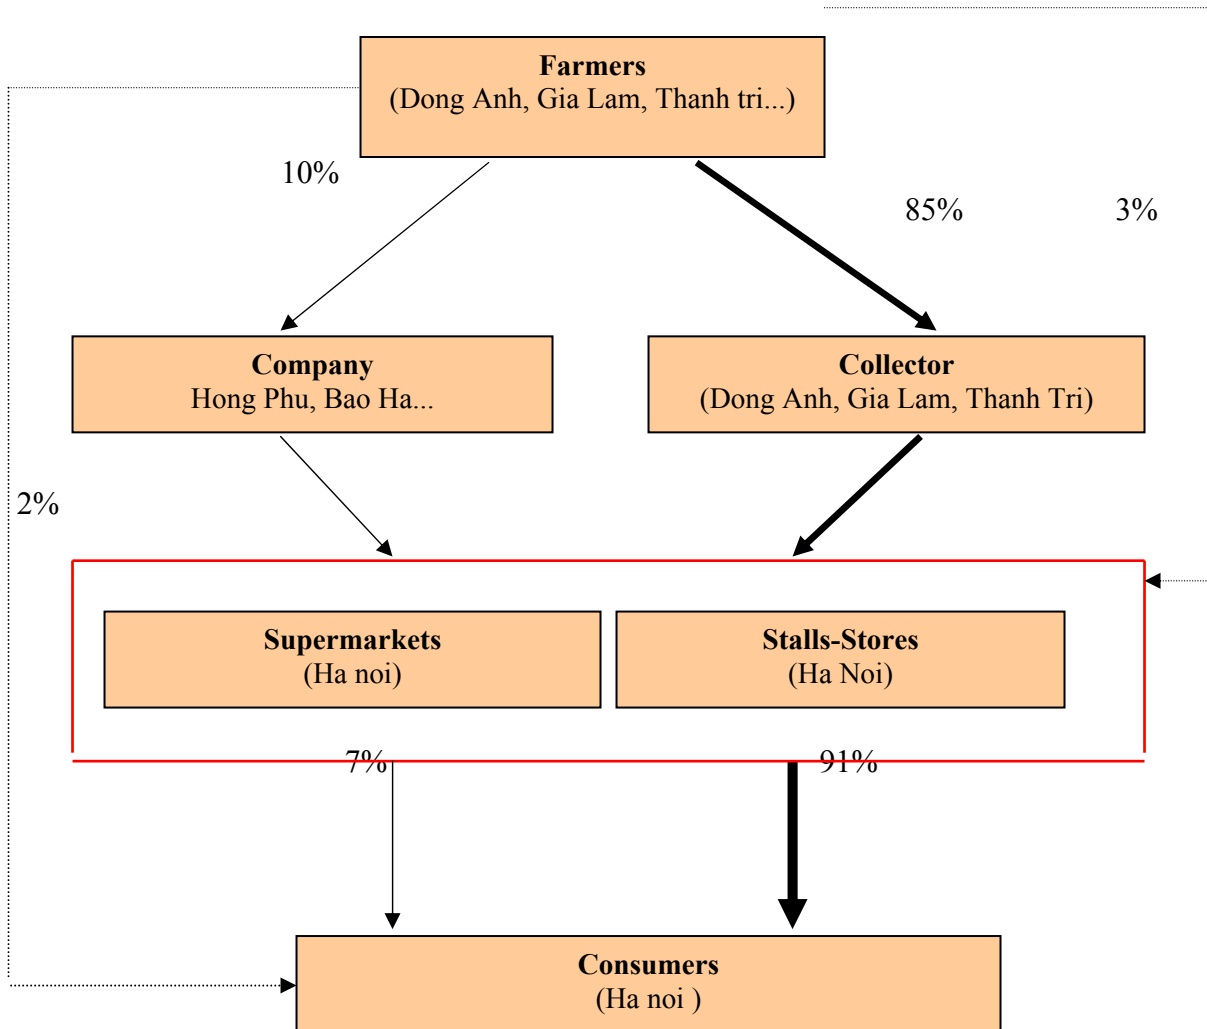 Farmers
(Dong Anh, Gia Lam, Thanh tri...)
10%
85%
3%
Company
Hong Phu, Bao Ha...
Collector
(Dong Anh, Gia Lam, Thanh Tri)
2%
Supermarkets
(Ha noi)
Stalls-Stores
(Ha Noi)
7%
91%
Consumers
(Ha noi )